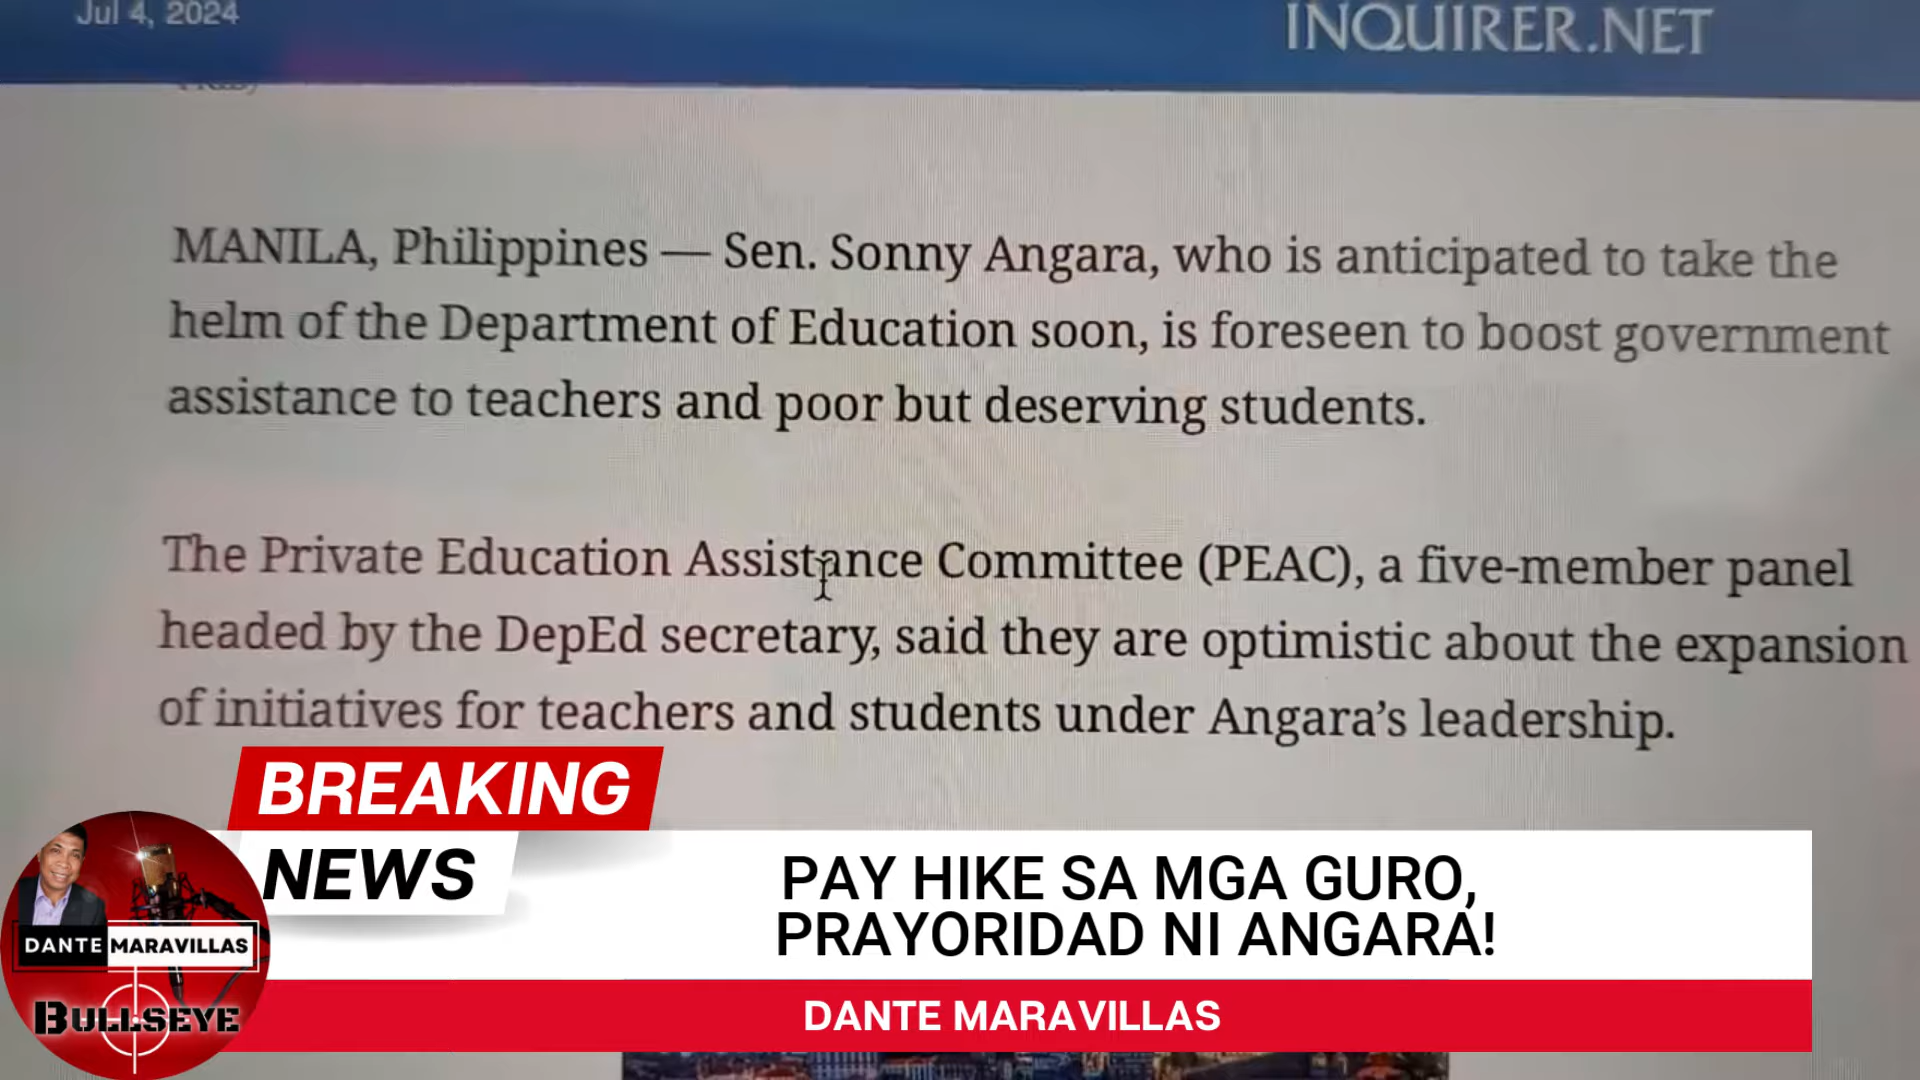 Jul 4, 2024
INQUIRER.NET
MANILA, Philippines — Sen. Sonny Angara, who is anticipated to take the
helm of the Department of Education soon, is foreseen to boost government
assistance to teachers and poor but deserving students.
The Private Education Assistance Committee (PEAC), a five-member panel
headed by the DepEd secretary, said they are optimistic about the expansion
of initiatives for teachers and students under Angara’s leadership.
BREAKING
NEWS
PAY HIKE SA MGA GURO,
PRAYORIDAD NI ANGARA!
DANTE MARAVILLAS
DANTE MARAVILLAS
BULLSEYE